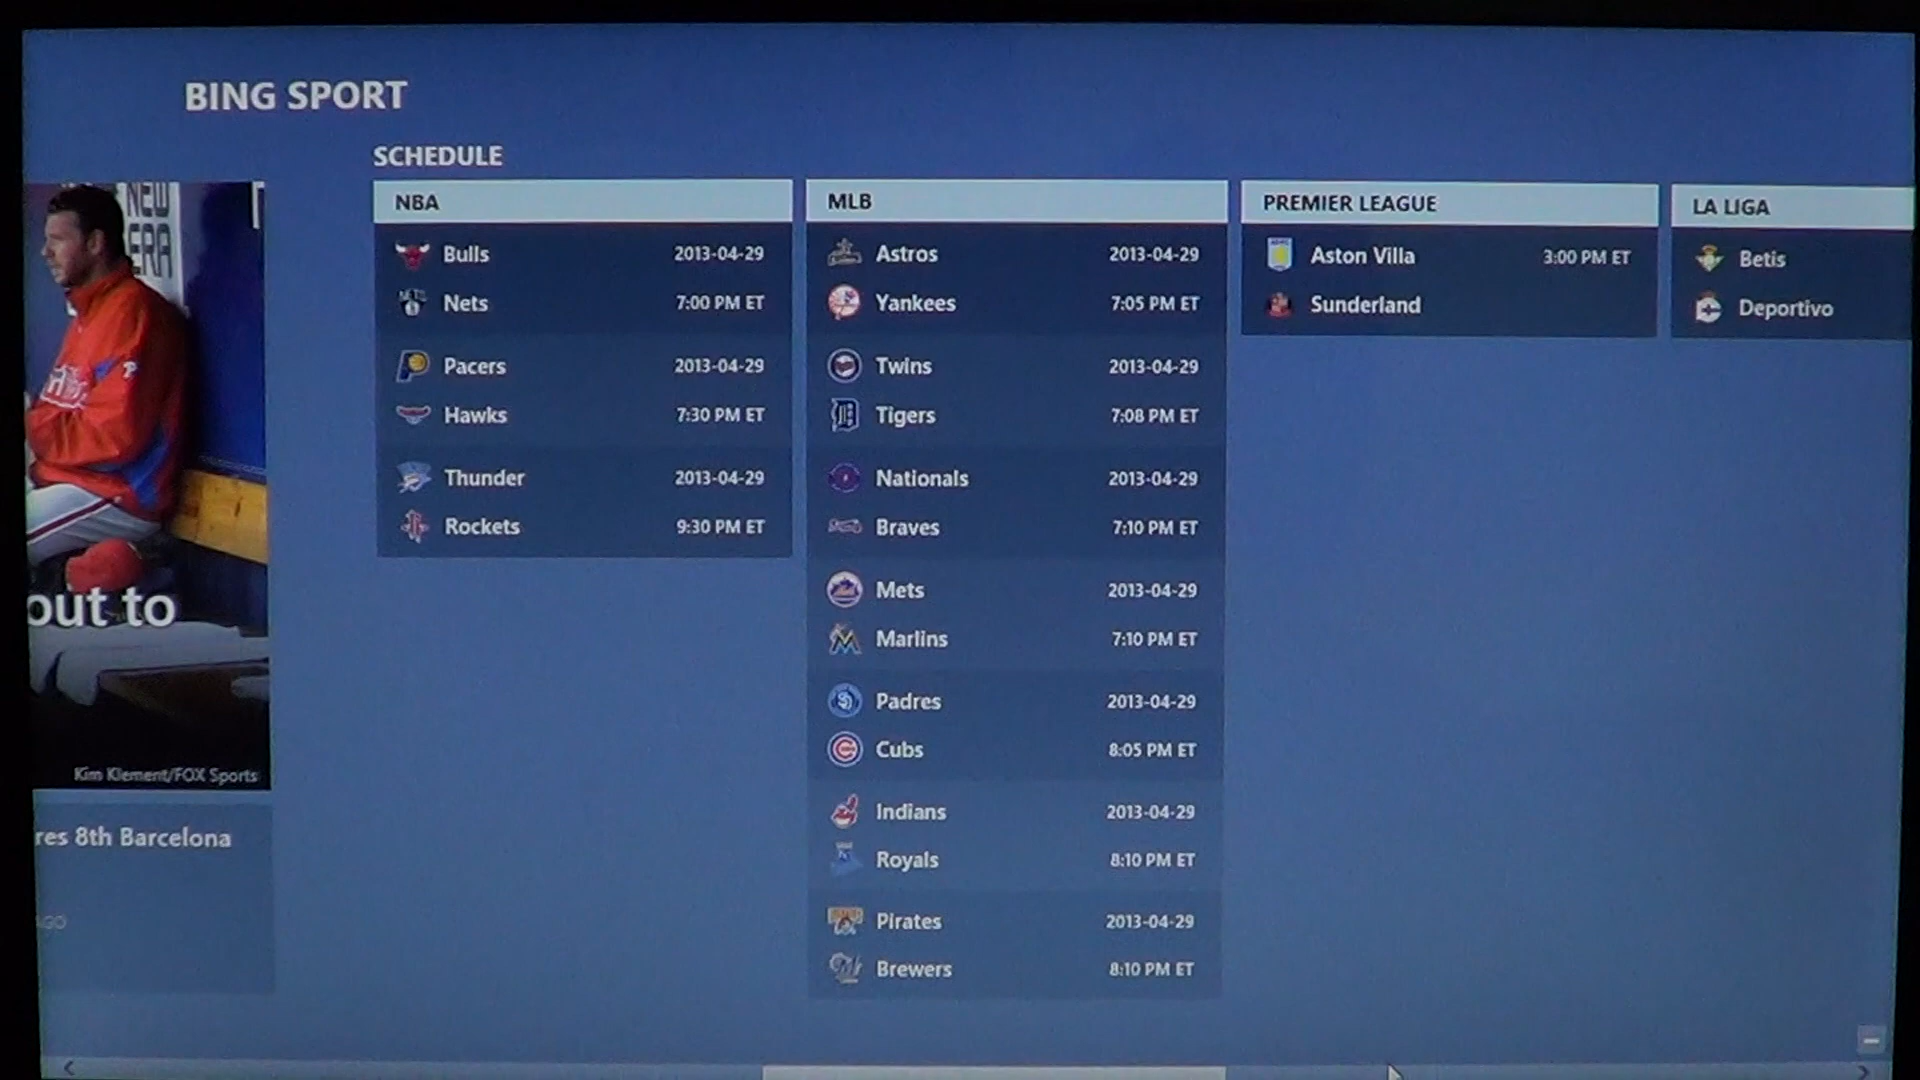 BING SPORT
SCHEDULE
NEW
ERA
out to
Kim Klement/FOX Sports
res 8th Barcelona
NBA
Bulls 2013-04-29
Nets 7:00 PM ET
Pacers 2013-04-29
Hawks 7:30 PM ET
Thunder 2013-04-29
Rockets 9:30 PM ET
MLB
Astros 2013-04-29
Yankees 7:05 PM ET
Twins 2013-04-29
Tigers 7:08 PM ET
Nationals 2013-04-29
Braves 7:10 PM ET
Mets 2013-04-29
Marlins 7:10 PM ET
Padres 2013-04-29
Cubs 8:05 PM ET
Indians 2013-04-29
Royals 8:10 PM ET
Pirates 2013-04-29
Brewers 8:10 PM ET
PREMIER LEAGUE
Aston Villa 3:00 PM ET
Sunderland
LA LIGA
Betis
Deportivo